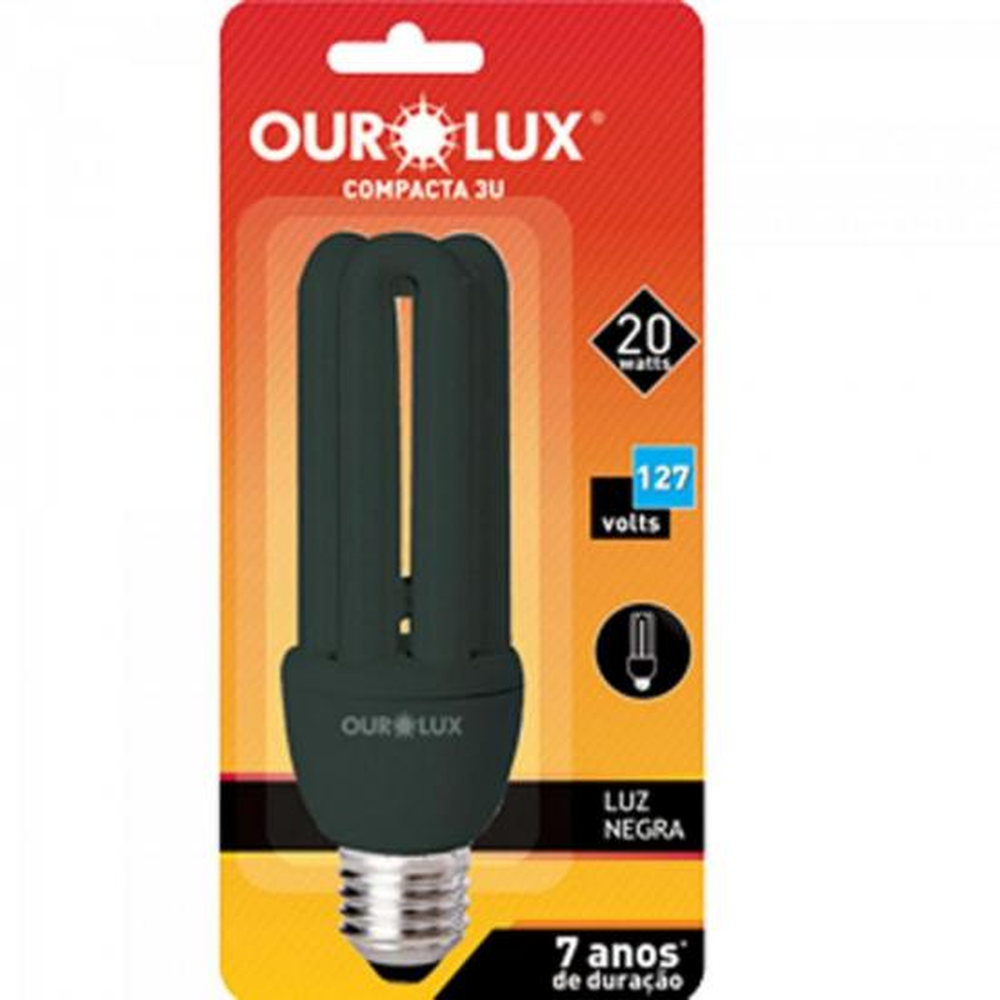 OUROLUX®
COMPACTA 3U
20
watts
127
volts
OUROLUX
LUZ
NEGRA
7 anos*
de duração